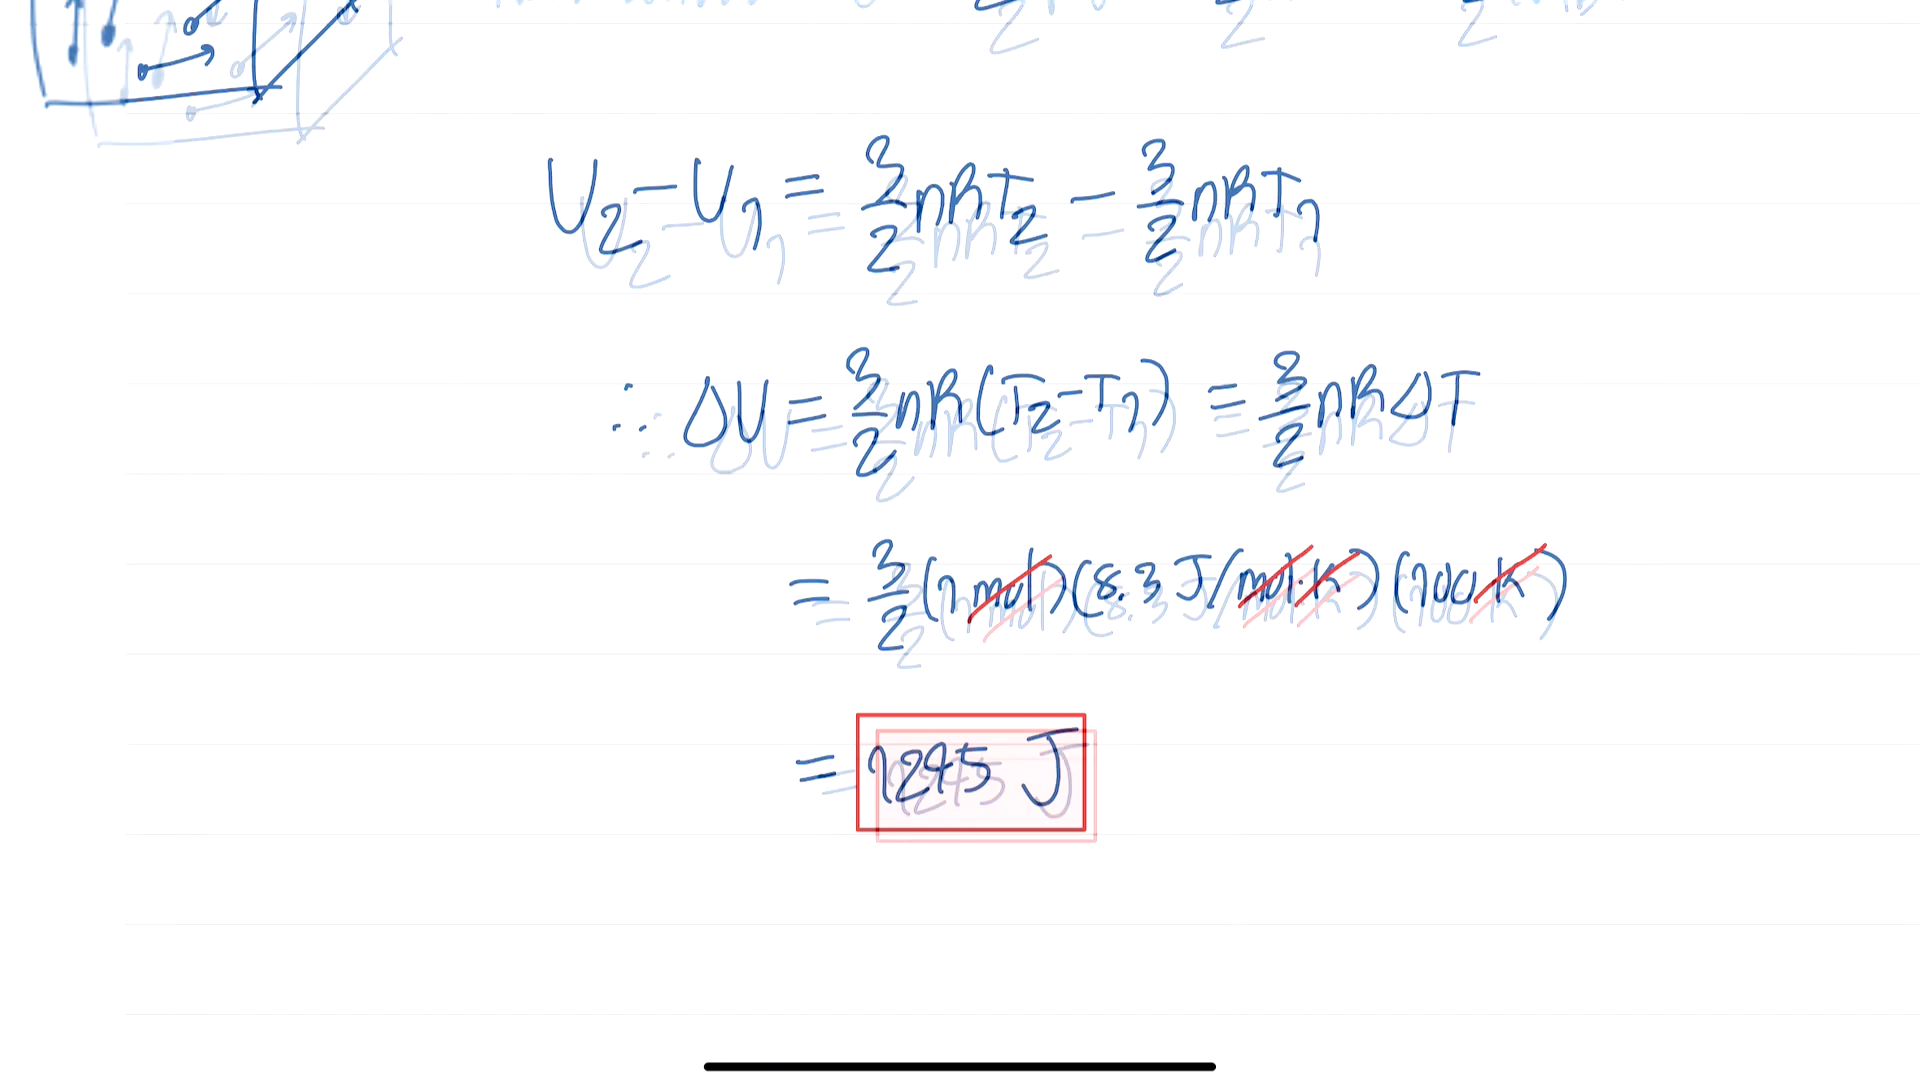 U₂ - U₁ = 3/2 nRT₂ - 3/2 nRT₁
∴ ΔU = 3/2 nR(T₂-T₁) = 3/2 nRΔT
= 3/2 (1 mol)(8.3 J/mol·K)(100 K)
= 1245 J